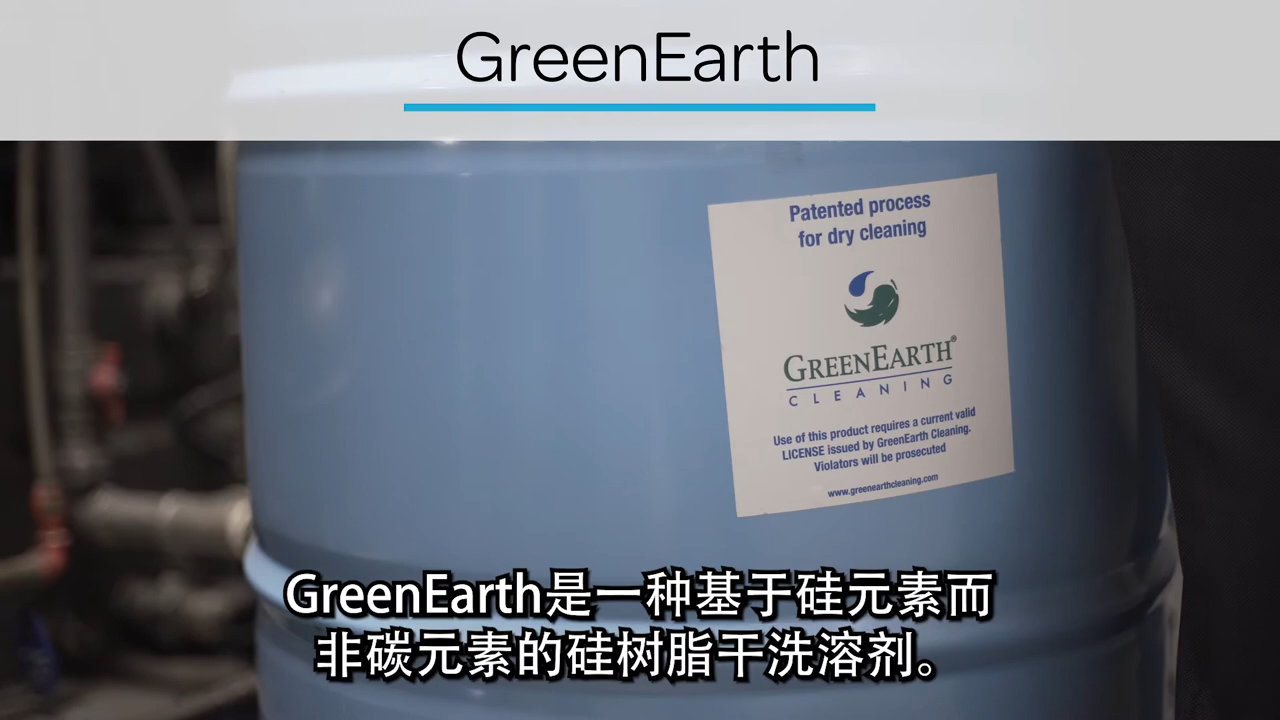 GreenEarth
Patented process
for dry cleaning
GREENEARTH®
CLEANING
Use of this product requires a current valid
LICENSE issued by GreenEarth Cleaning.
Violators will be prosecuted
www.greenearthcleaning.com
GreenEarth是一种基于硅元素而
非碳元素的硅树脂干洗溶剂。